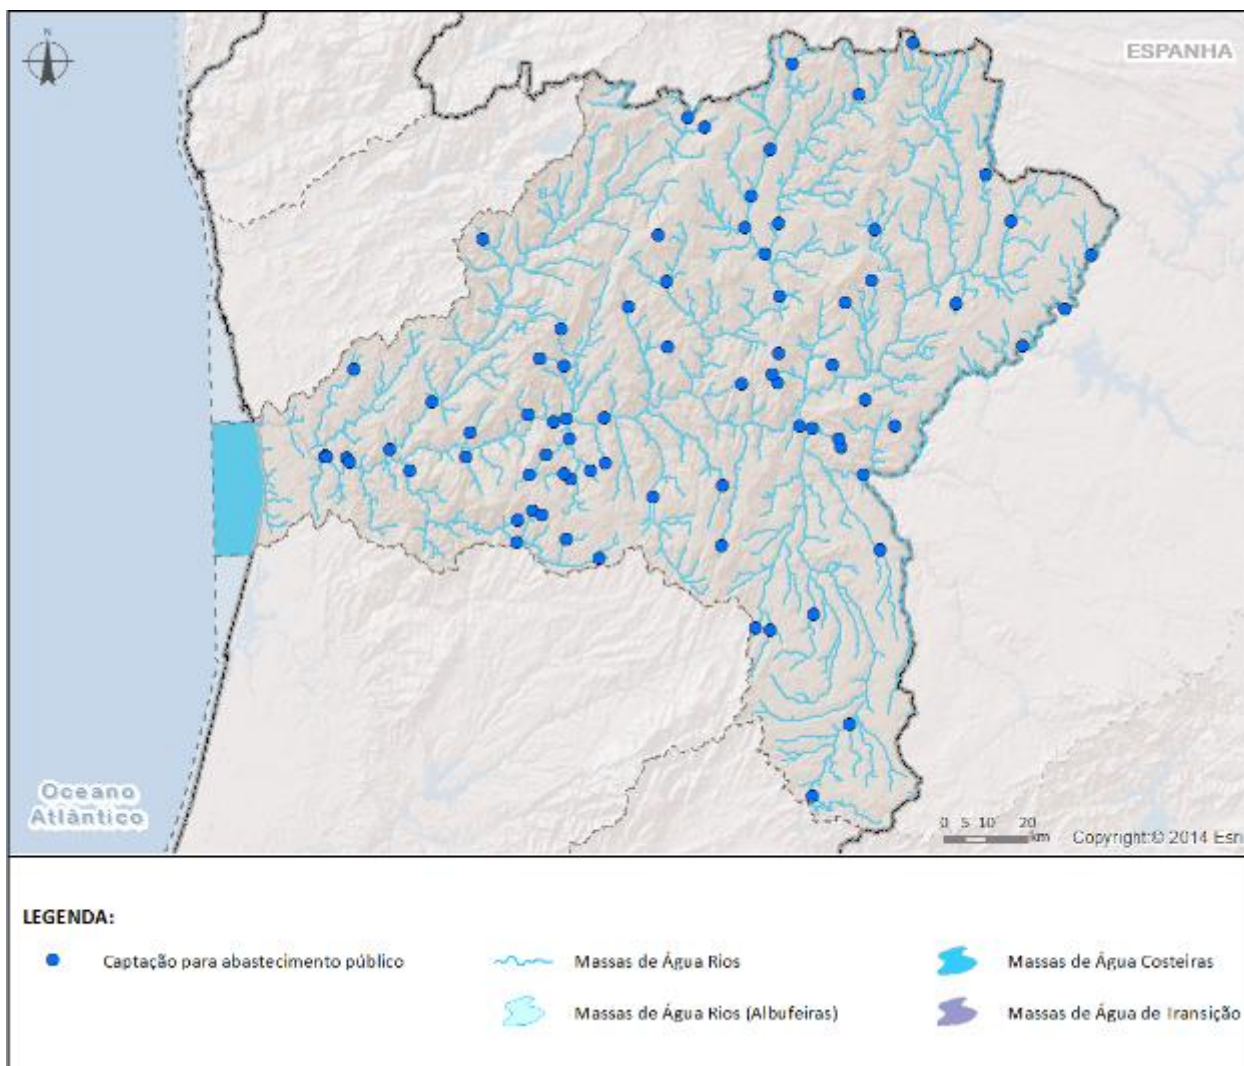 N
ESPANHA
Oceano
Atlântico
0 5 10 20
km
Copyright:© 2014 Esri
LEGENDA:
Captação para abastecimento público
Massas de Água Rios
Massas de Água Costeiras
Massas de Água Rios (Albufeiras)
Massas de Água de Transição